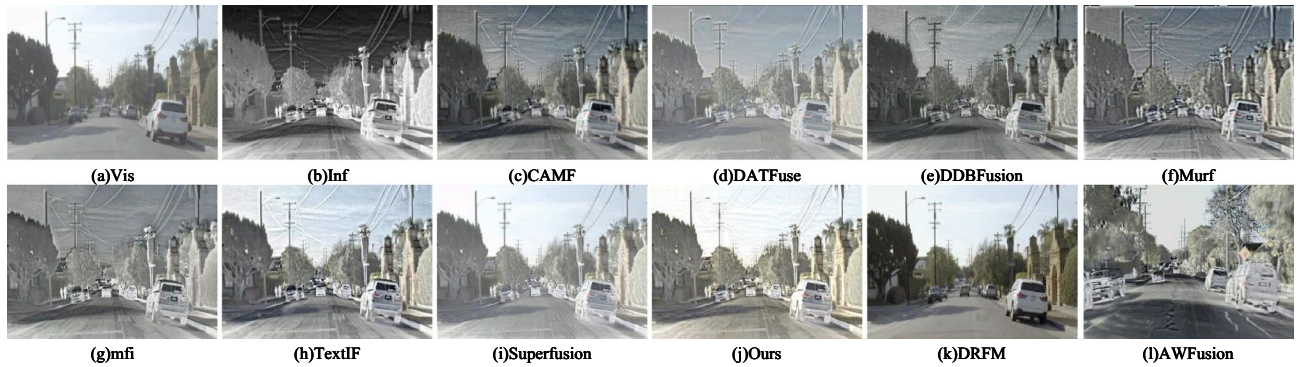 (a)Vis (b)Inf (c)CAMF (d)DATFuse (e)DDBFusion (f)Murf
(g)mfi (h)TextIF (i)Superfusion (j)Ours (k)DRFM (l)AWFusion